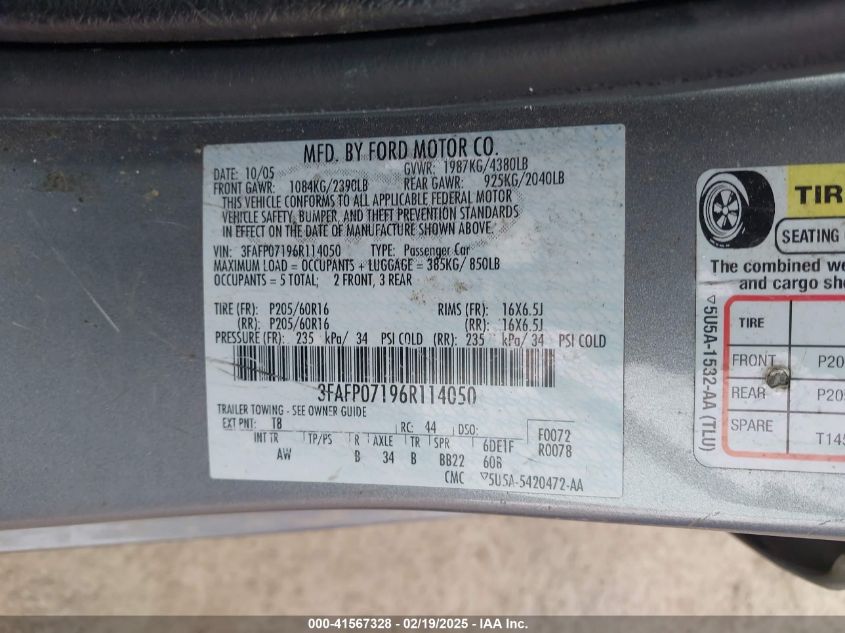 MFD. BY FORD MOTOR CO.
DATE: 10/05 GVWR: 1987KG/4380LB
FRONT GAWR: 1084KG/2390LB REAR GAWR: 925KG/2040LB
THIS VEHICLE CONFORMS TO ALL APPLICABLE FEDERAL MOTOR
VEHICLE SAFETY, BUMPER, AND THEFT PREVENTION STANDARDS
IN EFFECT ON THE DATE OF MANUFACTURE SHOWN ABOVE.
VIN: 3FAFP07196R114050 TYPE: Passenger Car
MAXIMUM LOAD = OCCUPANTS + LUGGAGE = 385KG/ 850LB
OCCUPANTS = 5 TOTAL; 2 FRONT, 3 REAR
TIRE (FR): P205/60R16 RIMS (FR): 16X6.5J
(RR): P205/60R16 (RR): 16X6.5J
PRESSURE (FR): 235 kPa/ 34 PSI COLD (RR): 235 kPa/ 34 PSI COLD
3FAFP07196R114050
TRAILER TOWING - SEE OWNER GUIDE
EXT PNT: T8 RC: 44 DSO: F0072
INT TR TP/PS R AXLE TR SPR 6DE1F R0078
AW B 34 B BB22 60B
CMC ▽5U5A-5420472-AA
TIR
SEATING
The combined we
and cargo sho
TIRE
FRONT P20
REAR P205
SPARE T145
▽5U5A-1532-AA (TLU)
000-41567328 - 02/19/2025 - IAA Inc.